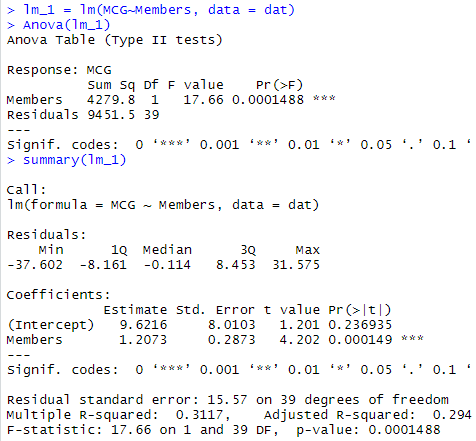 > lm_1 = lm(MCG~Members, data = dat)
> Anova(lm_1)
Anova Table (Type II tests)

Response: MCG
          Sum Sq Df F value    Pr(>F)
Members   4279.8  1   17.66 0.0001488 ***
Residuals 9451.5 39
---
Signif. codes:  0 ‘***’ 0.001 ‘**’ 0.01 ‘*’ 0.05 ‘.’ 0.1 ‘
> summary(lm_1)

Call:
lm(formula = MCG ~ Members, data = dat)

Residuals:
    Min      1Q  Median      3Q     Max
-37.602  -8.161  -0.114   8.453  31.575

Coefficients:
            Estimate Std. Error t value Pr(>|t|)
(Intercept)   9.6216     8.0103   1.201 0.236935
Members       1.2073     0.2873   4.202 0.000149 ***
---
Signif. codes:  0 ‘***’ 0.001 ‘**’ 0.01 ‘*’ 0.05 ‘.’ 0.1 ‘

Residual standard error: 15.57 on 39 degrees of freedom
Multiple R-squared:  0.3117,    Adjusted R-squared:  0.294
F-statistic: 17.66 on 1 and 39 DF,  p-value: 0.0001488